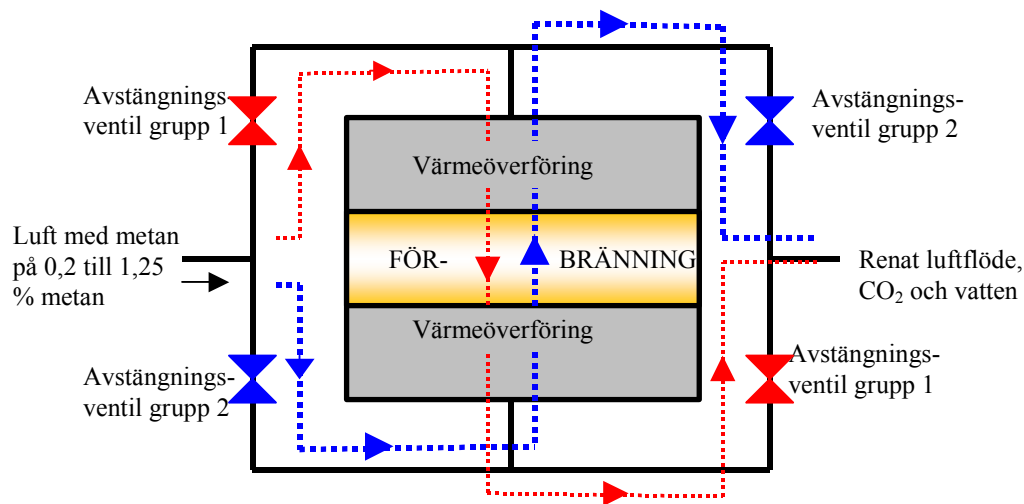 Avstängnings-
ventil grupp 1
Avstängnings-
ventil grupp 2
Värmeöverföring
Luft med metan
på 0,2 till 1,25
% metan
FÖR-
BRÄNNING
Renat luftflöde,
CO₂ och vatten
Värmeöverföring
Avstängnings-
ventil grupp 2
Avstängnings-
ventil grupp 1